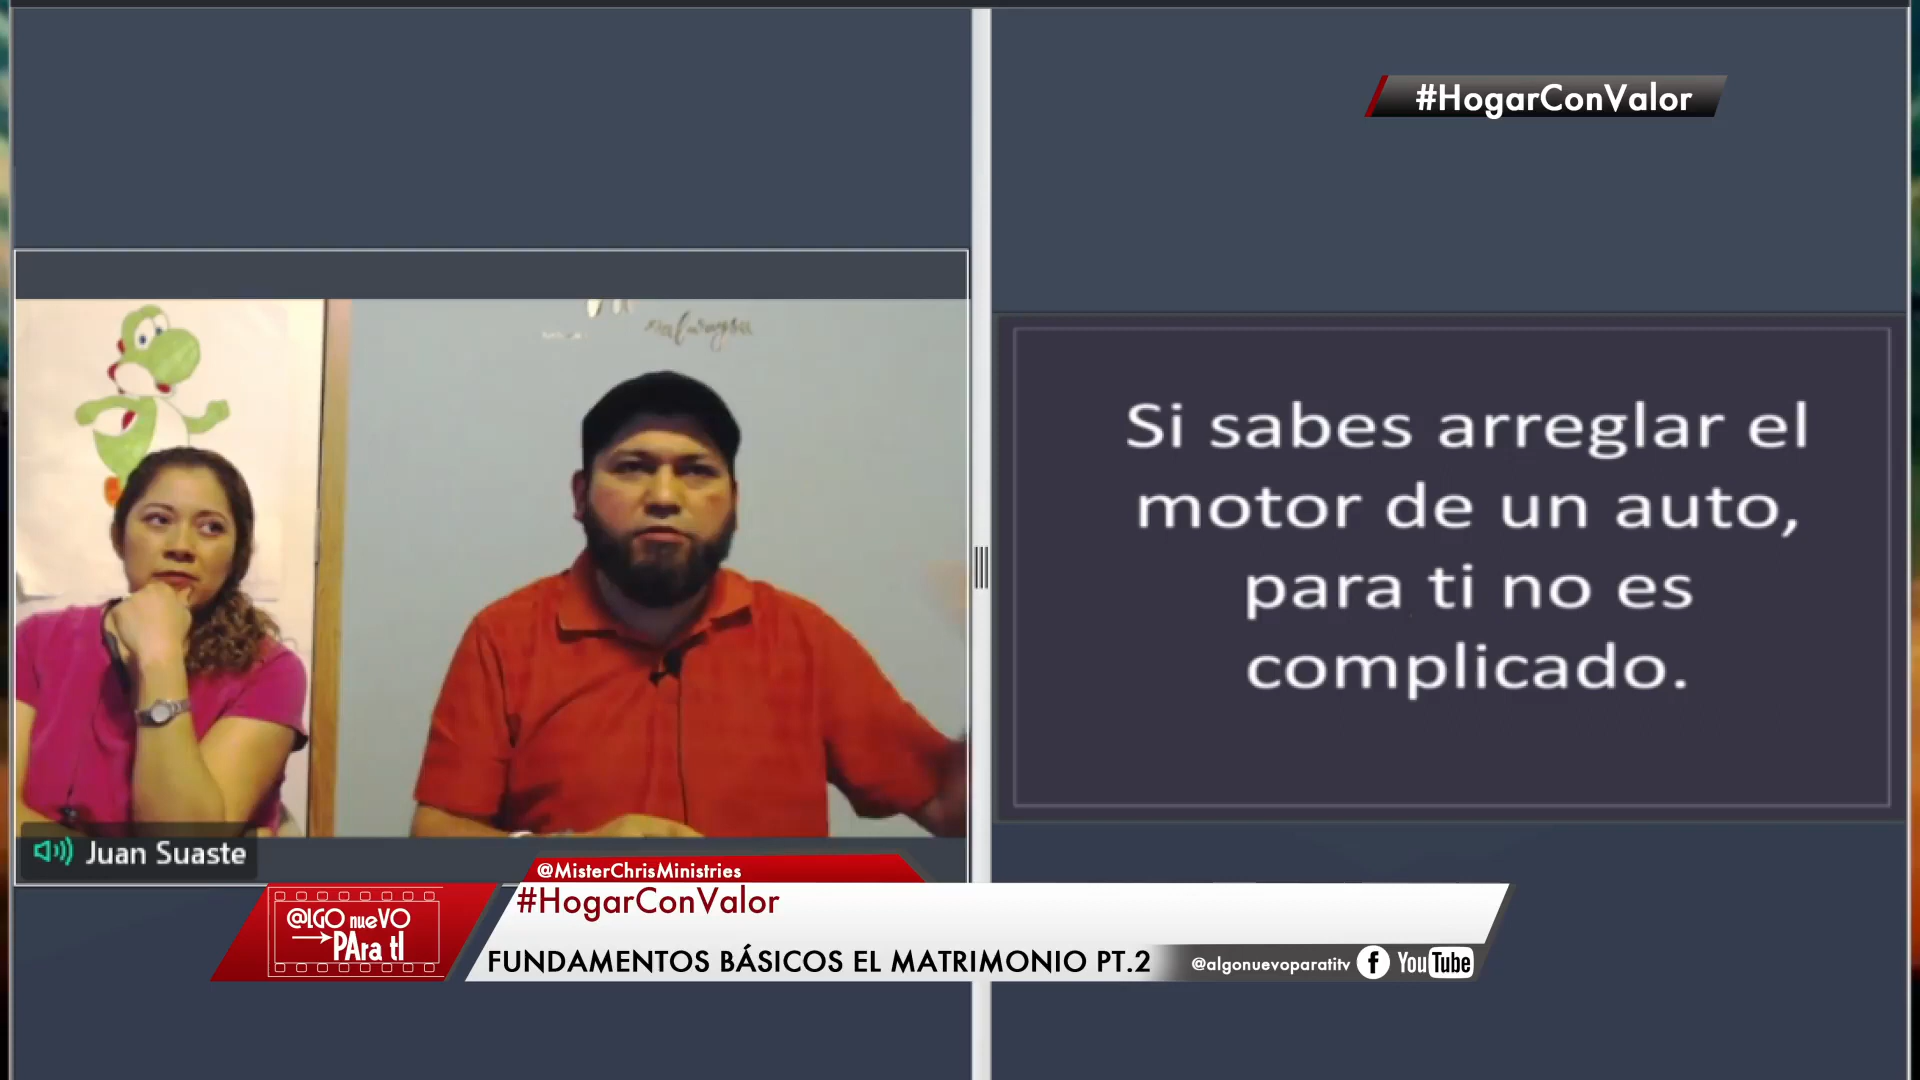 #HogarConValor
Si sabes arreglar el
motor de un auto,
para ti no es
complicado.
Juan Suaste
@MisterChrisMinistries
#HogarConValor
@LGO nueVO
PAra tI
FUNDAMENTOS BÁSICOS EL MATRIMONIO PT.2
@algonuevoparatitv f YouTube